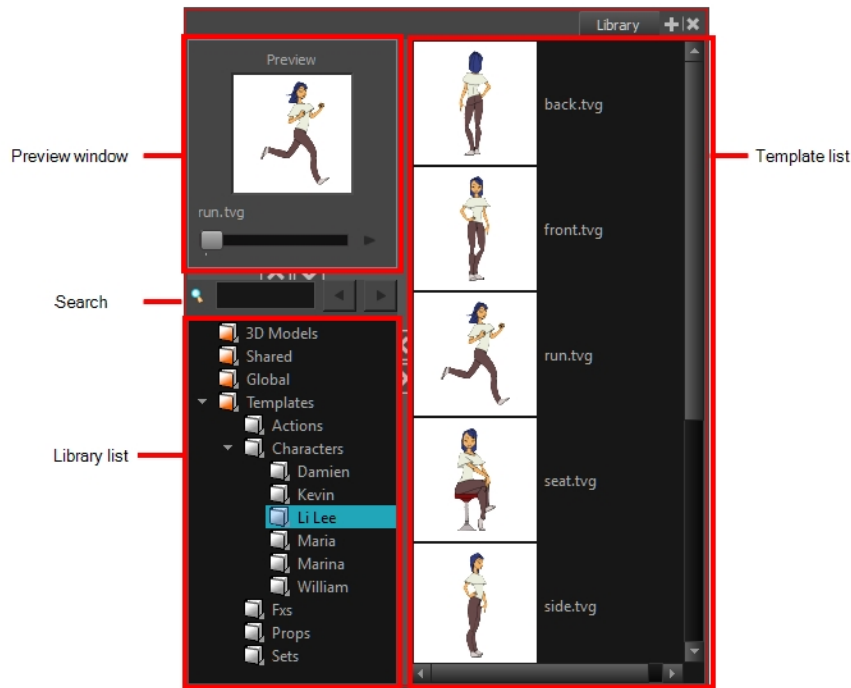 Library
Preview
run.tvg
Preview window
Search
Library list
3D Models
Shared
Global
Templates
Actions
Characters
Damien
Kevin
Li Lee
Maria
Marina
William
Fxs
Props
Sets
back.tvg
front.tvg
run.tvg
seat.tvg
side.tvg
Template list